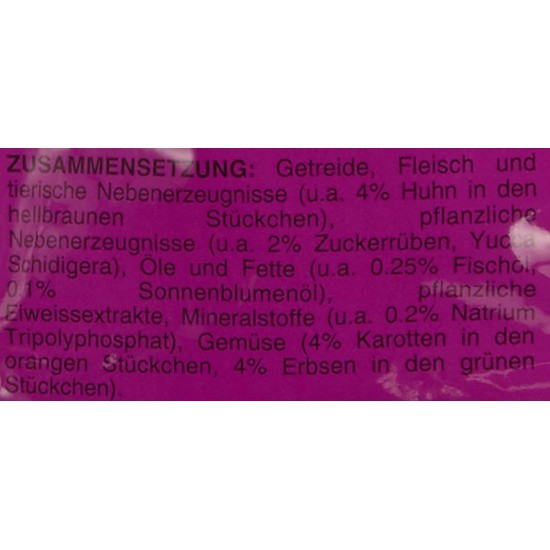 ZUSAMMENSETZUNG: Getreide, Fleisch und
tierische Nebenerzeugnisse (u.a. 4% Huhn in den
hellbraunen Stückchen), pflanzliche
Nebenerzeugnisse (u.a. 2% Zuckerrüben, Yucca
Schidigera), Öle und Fette (u.a. 0.25% Fischöl,
0,1% Sonnenblumenöl), pflanzliche
Eiweissextrakte, Mineralstoffe (u.a. 0.2% Natrium
Tripolyphosphat), Gemüse (4% Karotten in den
orangen Stückchen, 4% Erbsen in den grünen
Stückchen).